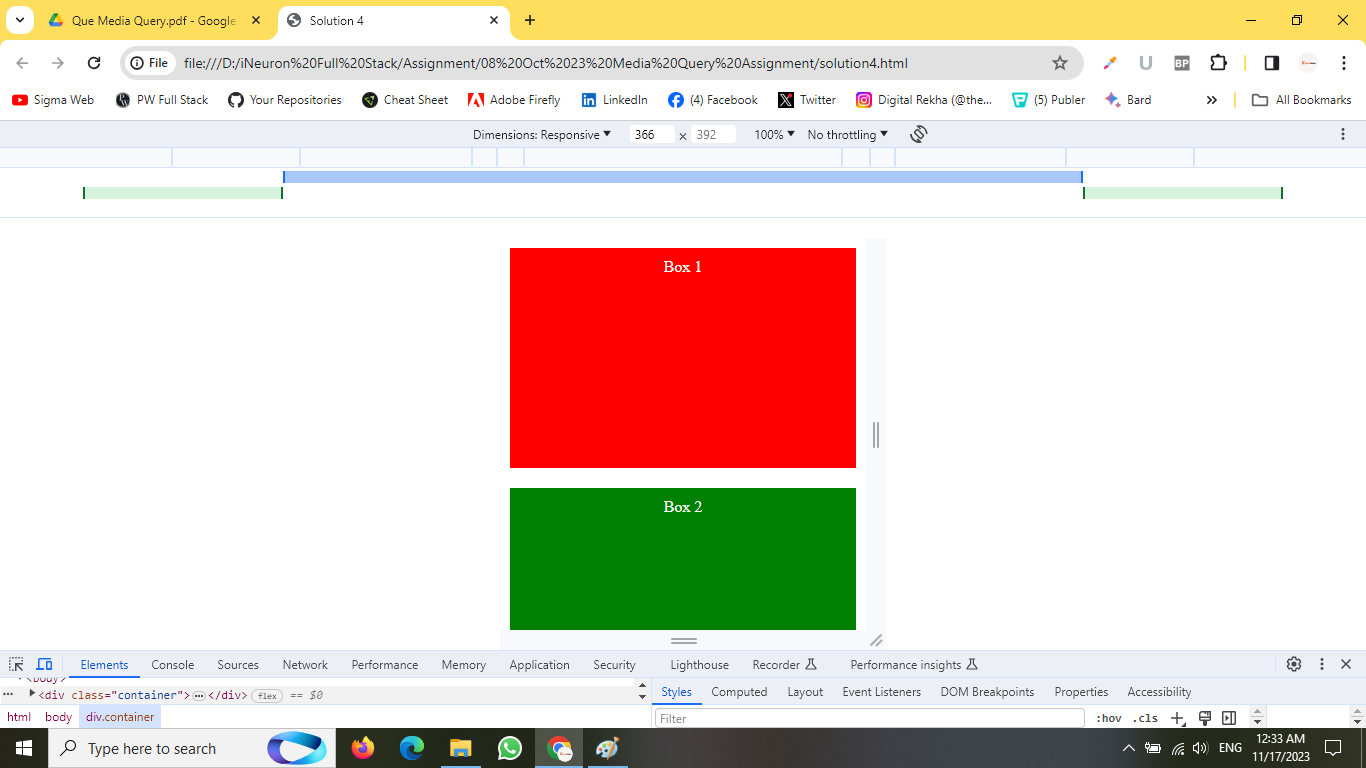 Que Media Query.pdf - Google
Solution 4
File
file:///D:/iNeuron%20Full%20Stack/Assignment/08%20Oct%2023%20Media%20Query%20Assignment/solution4.html
Sigma Web PW Full Stack Your Repositories Cheat Sheet Adobe Firefly LinkedIn (4) Facebook Twitter Digital Rekha (@the... (5) Publer Bard » All Bookmarks
Dimensions: Responsive 366 × 392 100% No throttling
Box 1
Box 2
Elements Console Sources Network Performance Memory Application Security Lighthouse Recorder Performance insights
<body>
<div class="container"> ⋯ </div> flex == $0
html body div.container
Styles Computed Layout Event Listeners DOM Breakpoints Properties Accessibility
Filter :hov .cls
Type here to search
ENG
12:33 AM
11/17/2023
U
BP